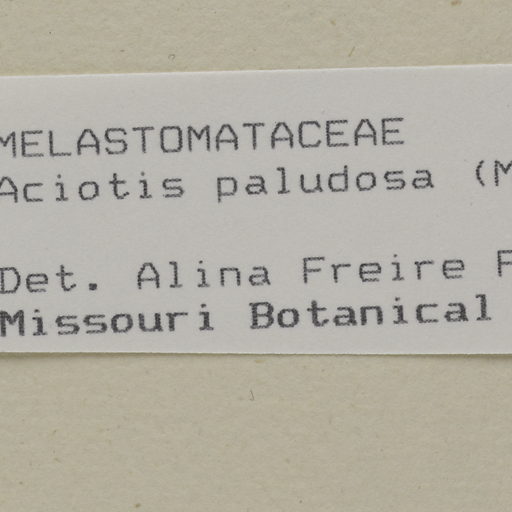 MELASTOMATACEAE
Aciotis paludosa (M
Det. Alina Freire F
Missouri Botanical